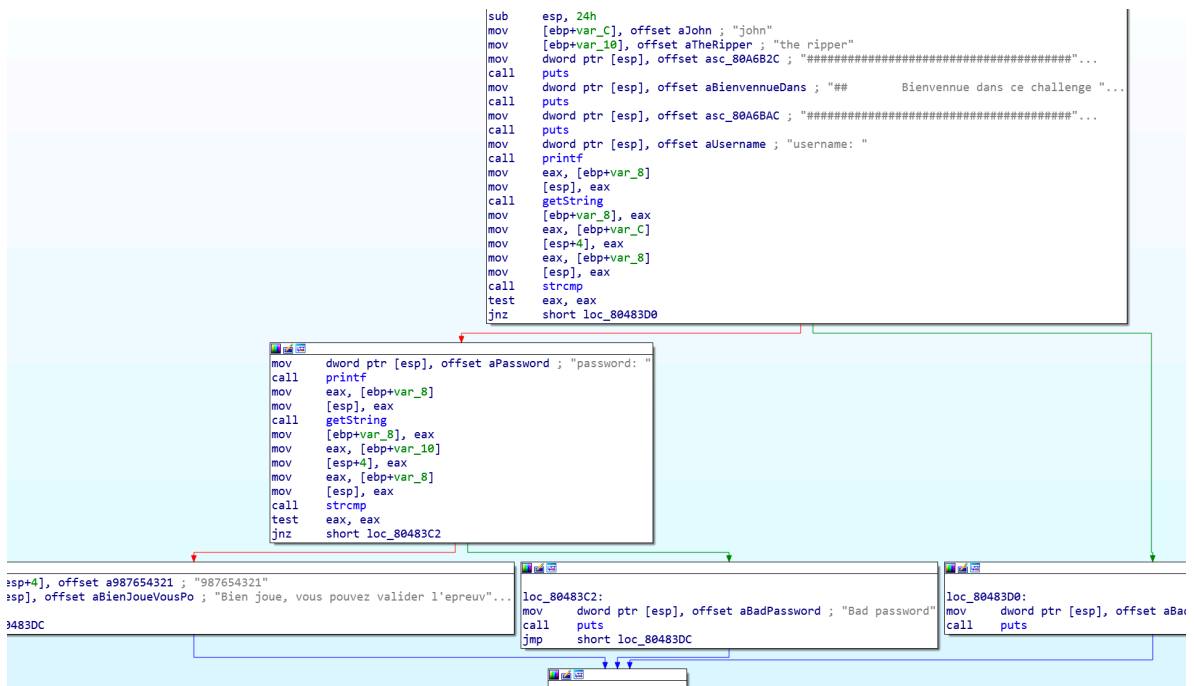 sub esp, 24h
mov [ebp+var_C], offset aJohn ; "john"
mov [ebp+var_10], offset aTheRipper ; "the ripper"
mov dword ptr [esp], offset asc_80A6B2C ; "#######################################"...
call puts
mov dword ptr [esp], offset aBienvennueDans ; "## Bienvennue dans ce challenge "...
call puts
mov dword ptr [esp], offset asc_80A6BAC ; "#######################################"...
call puts
mov dword ptr [esp], offset aUsername ; "username: "
call printf
mov eax, [ebp+var_8]
mov [esp], eax
call getString
mov [ebp+var_8], eax
mov eax, [ebp+var_C]
mov [esp+4], eax
mov eax, [ebp+var_8]
mov [esp], eax
call strcmp
test eax, eax
jnz short loc_80483D0
mov dword ptr [esp], offset aPassword ; "password: "
call printf
mov eax, [ebp+var_8]
mov [esp], eax
call getString
mov [ebp+var_8], eax
mov eax, [ebp+var_10]
mov [esp+4], eax
mov eax, [ebp+var_8]
mov [esp], eax
call strcmp
test eax, eax
jnz short loc_80483C2
esp+4], offset a987654321 ; "987654321"
esp], offset aBienJoueVousPo ; "Bien joue, vous pouvez valider l'epreuv"...
0483DC
loc_80483C2:
mov dword ptr [esp], offset aBadPassword ; "Bad password"
call puts
jmp short loc_80483DC
loc_80483D0:
mov dword ptr [esp], offset aBad
call puts